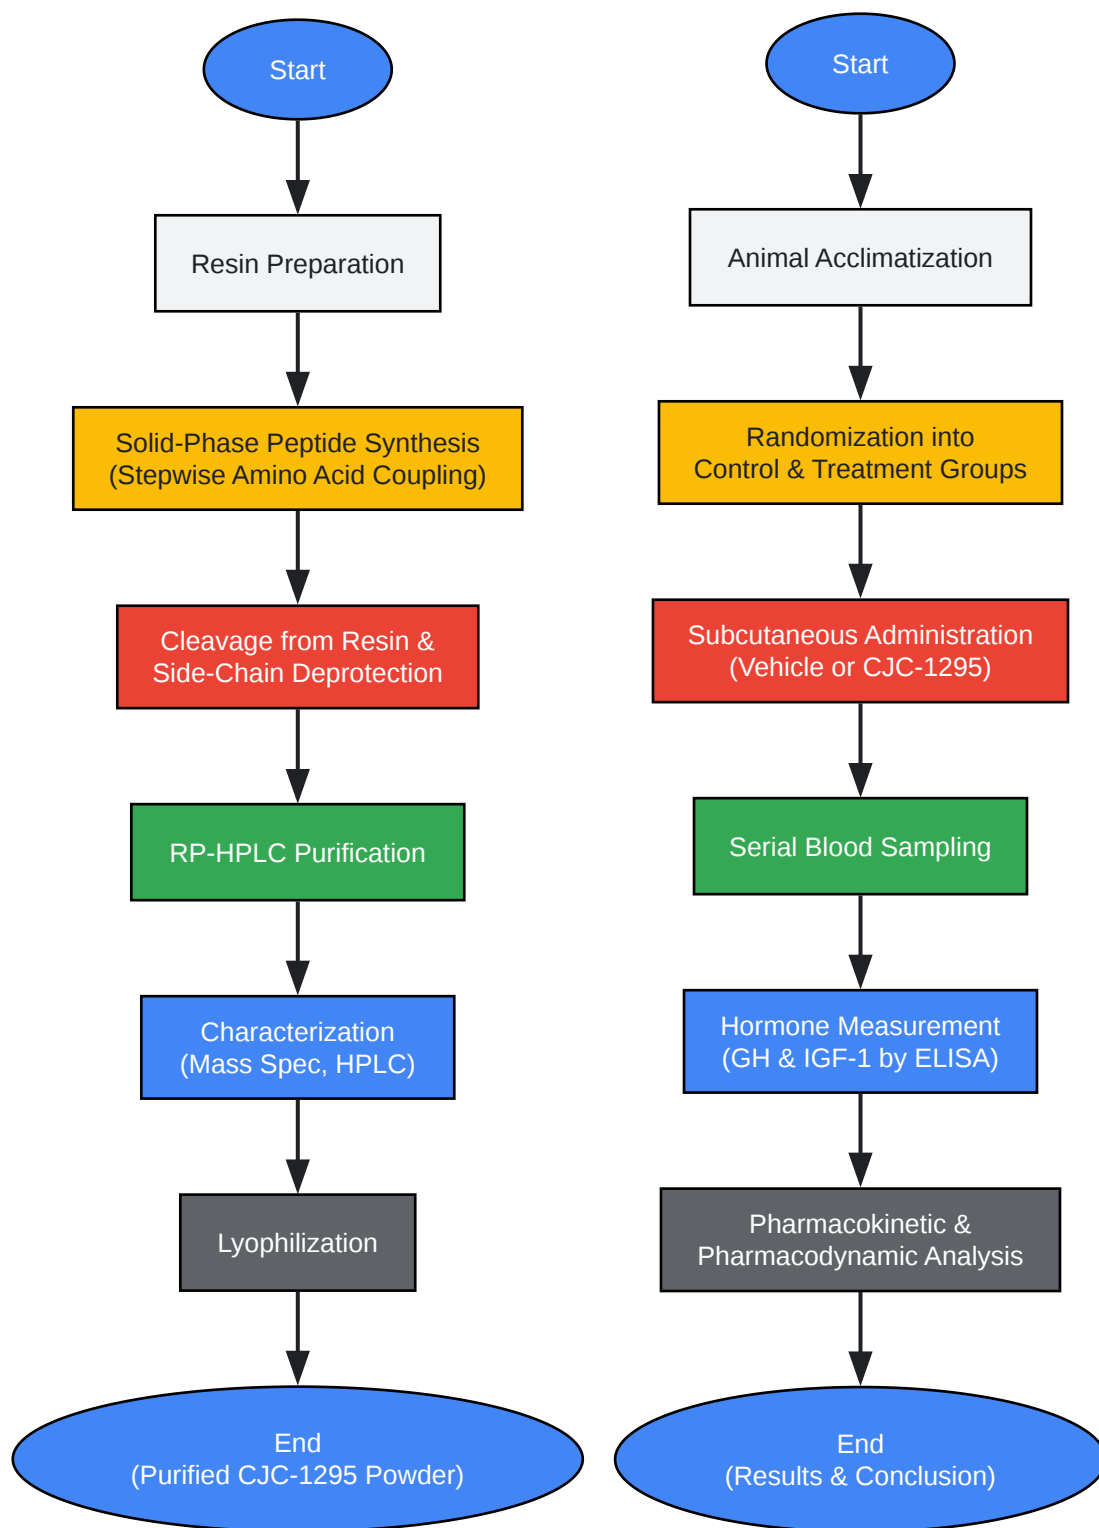 Start
Resin Preparation
Solid-Phase Peptide Synthesis
(Stepwise Amino Acid Coupling)
Cleavage from Resin &
Side-Chain Deprotection
RP-HPLC Purification
Characterization
(Mass Spec, HPLC)
Lyophilization
End
(Purified CJC-1295 Powder)
Start
Animal Acclimatization
Randomization into
Control & Treatment Groups
Subcutaneous Administration
(Vehicle or CJC-1295)
Serial Blood Sampling
Hormone Measurement
(GH & IGF-1 by ELISA)
Pharmacokinetic &
Pharmacodynamic Analysis
End
(Results & Conclusion)